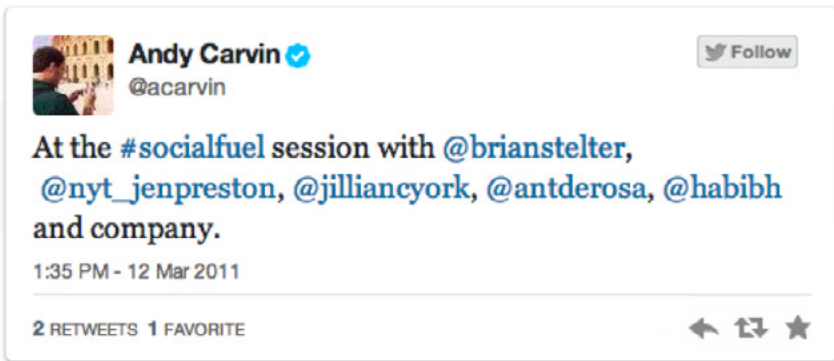 Andy Carvin
Follow
@acarvin
At the #socialfuel session with @brianstelter,
@nyt_jenpreston, @jilliancyork, @antderosa, @habibh
and company.
1:35 PM - 12 Mar 2011
2 RETWEETS 1 FAVORITE